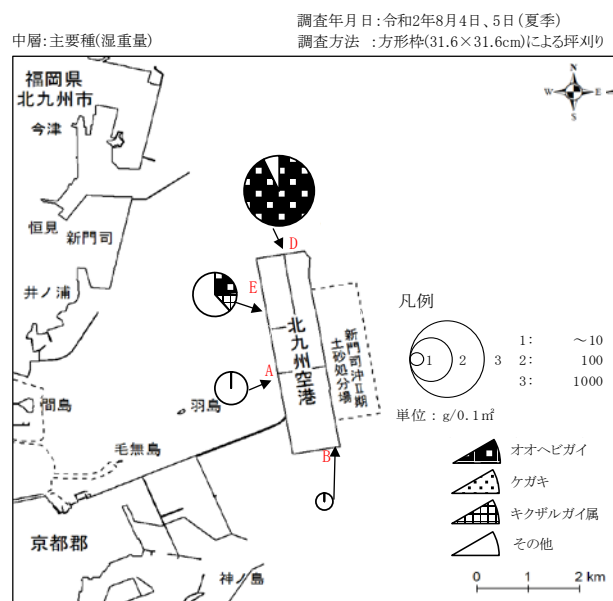 調査年月日:令和2年8月4日、5日(夏季)
中層:主要種(湿重量)
調査方法 :方形枠(31.6×31.6cm)による坪刈り
福岡県
北九州市
今津
N
W
E
S
恒見
新門司
D
井ノ浦
E
凡例
北九州空港
新門司沖Ⅱ期
土砂処分場
1 2 3
1: ~10
2: 100
3: 1000
A
単位:g/0.1㎡
間島
羽島
毛無島
B
オオヘビガイ
ケガキ
キクザルガイ属
その他
京都郡
神ノ島
0 1 2 km